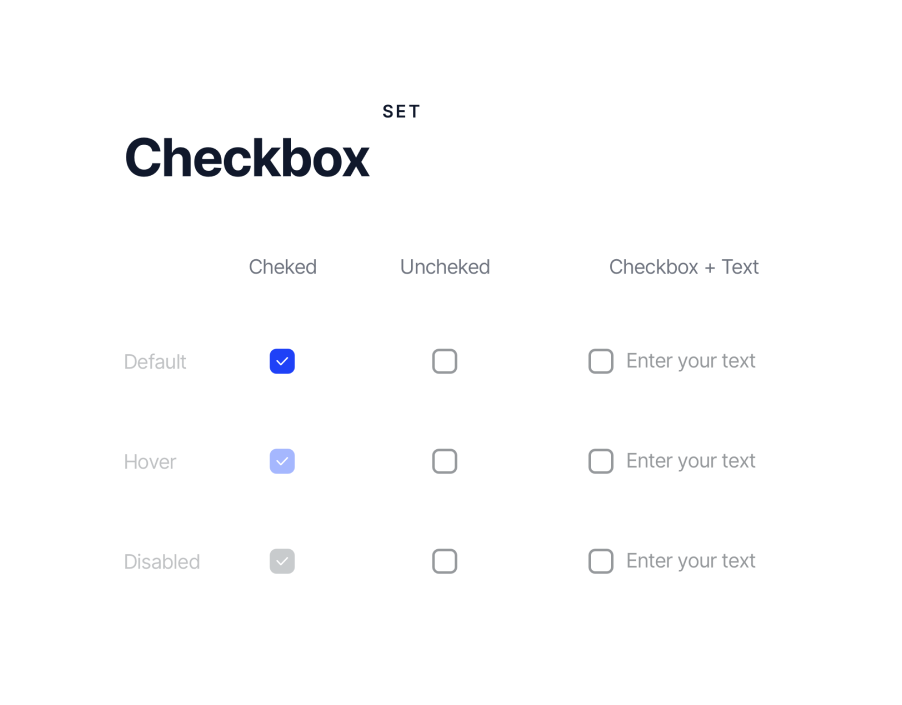 SET
Checkbox
Cheked Uncheked Checkbox + Text
Default Enter your text
Hover Enter your text
Disabled Enter your text